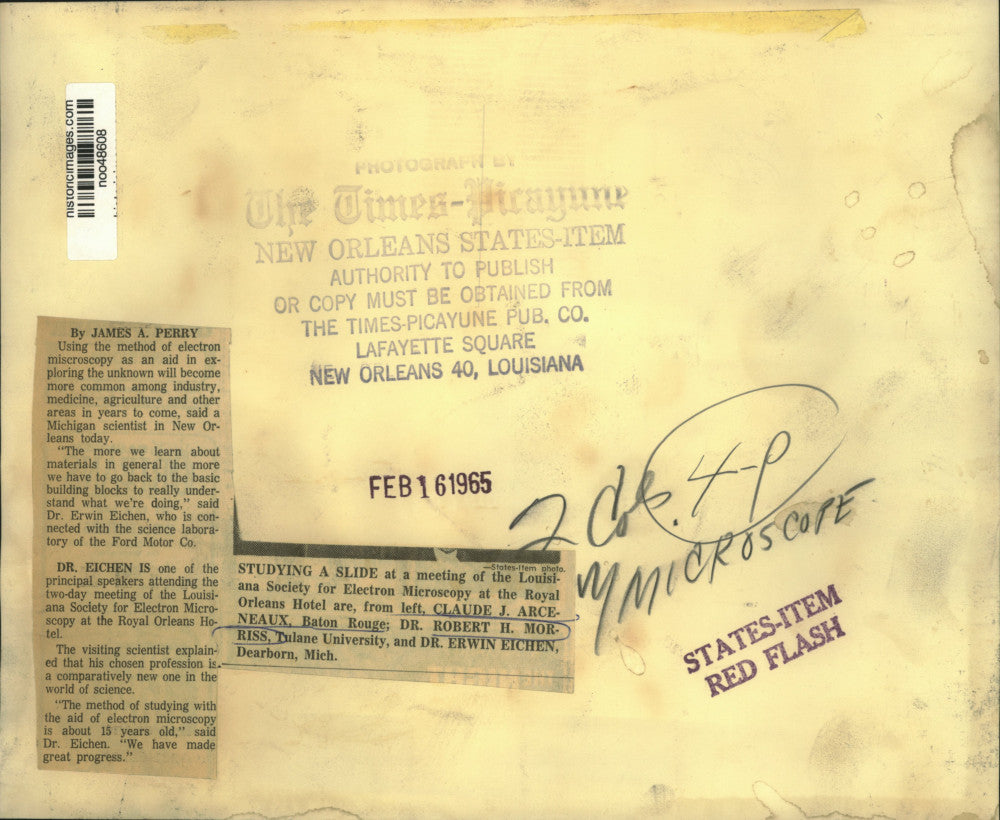 historicimages.com
noo48608
PHOTOGRAPH BY
The Times-Picayune
NEW ORLEANS STATES-ITEM
AUTHORITY TO PUBLISH
OR COPY MUST BE OBTAINED FROM
THE TIMES-PICAYUNE PUB. CO.
LAFAYETTE SQUARE
NEW ORLEANS 40, LOUISIANA
FEB 16 1965
2 Cols. 4-P
MICROSCOPE
STATES-ITEM
RED FLASH
By JAMES A. PERRY
Using the method of electron
miscroscopy as an aid in ex-
ploring the unknown will become
more common among industry,
medicine, agriculture and other
areas in years to come, said a
Michigan scientist in New Or-
leans today.
"The more we learn about
materials in general the more
we have to go back to the basic
building blocks to really under-
stand what we're doing," said
Dr. Erwin Eichen, who is con-
nected with the science labora-
tory of the Ford Motor Co.
DR. EICHEN IS one of the
principal speakers attending the
two-day meeting of the Louisi-
ana Society for Electron Micro-
scopy at the Royal Orleans Ho-
tel.
The visiting scientist explain-
ed that his chosen profession is
a comparatively new one in the
world of science.
"The method of studying with
the aid of electron microscopy
is about 15 years old," said
Dr. Eichen. "We have made
great progress."
—States-Item photo.
STUDYING A SLIDE at a meeting of the Louisi-
ana Society for Electron Microscopy at the Royal
Orleans Hotel are, from left, CLAUDE J. ARCE-
NEAUX, Baton Rouge; DR. ROBERT H. MOR-
RISS, Tulane University, and DR. ERWIN EICHEN,
Dearborn, Mich.